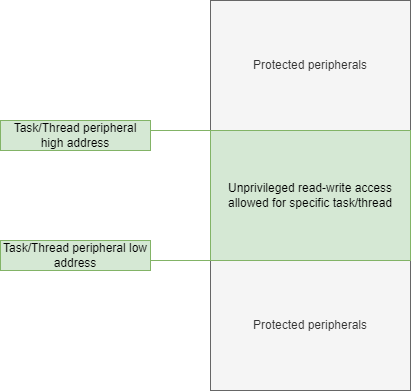 Protected peripherals
Task/Thread peripheral
high address
Unprivileged read-write access
allowed for specific task/thread
Task/Thread peripheral low
address
Protected peripherals